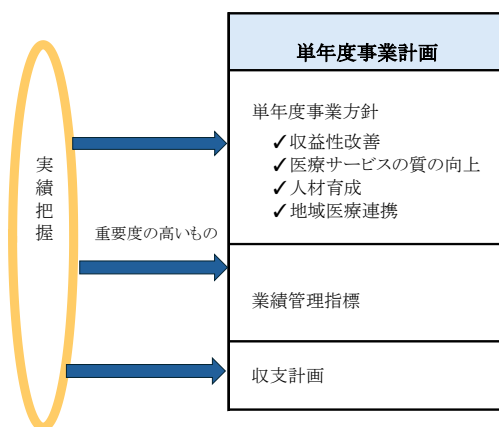 単年度事業計画
単年度事業方針
✓収益性改善
✓医療サービスの質の向上
✓人材育成
✓地域医療連携
実績把握
重要度の高いもの
業績管理指標
収支計画